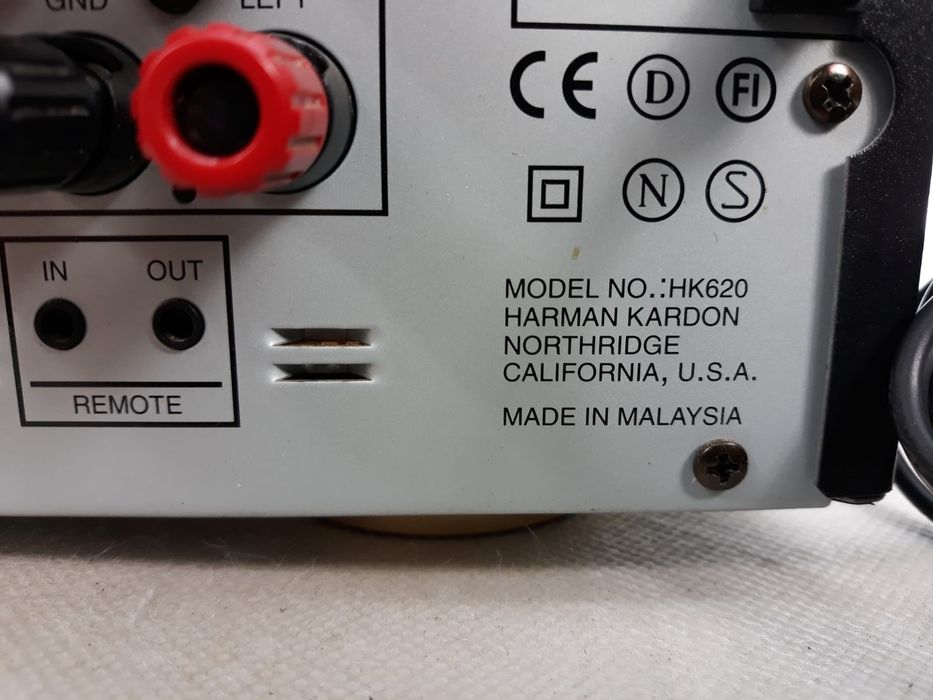 GND LEFT
CE D FI
N S
IN OUT
REMOTE
MODEL NO.:HK620
HARMAN KARDON
NORTHRIDGE
CALIFORNIA, U.S.A.
MADE IN MALAYSIA